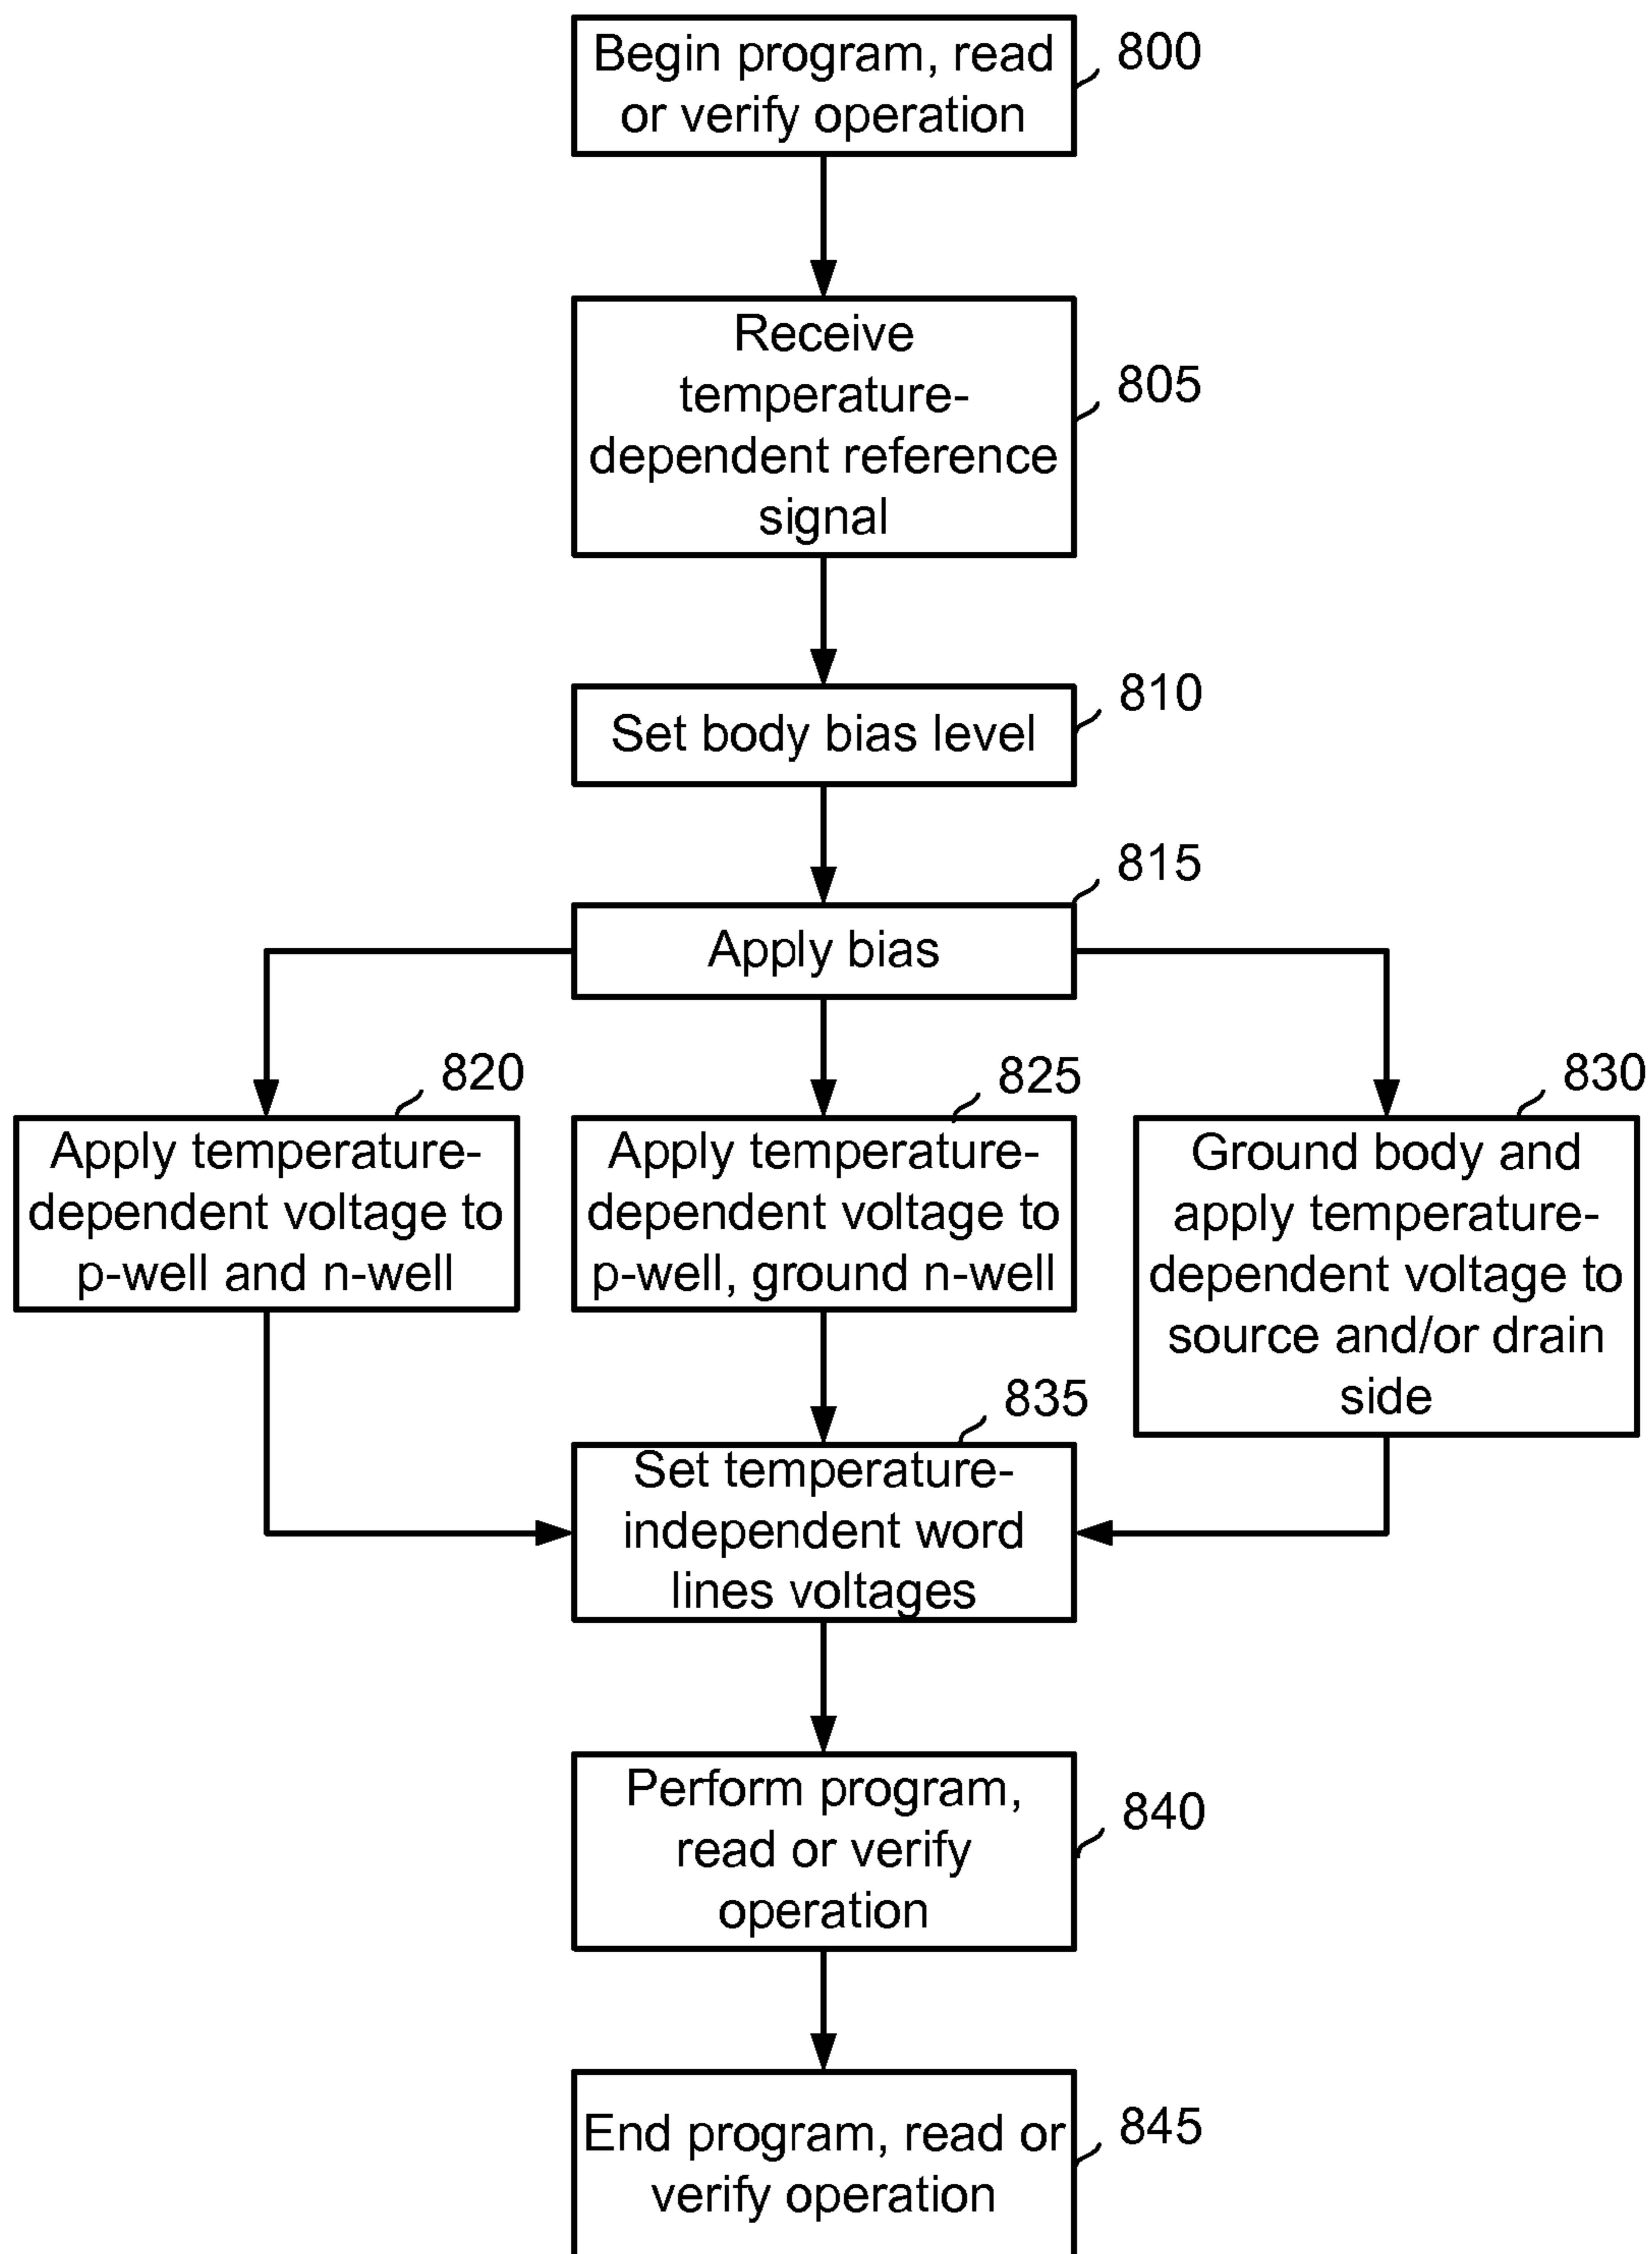 Begin program, read
or verify operation
800
Receive
temperature-
dependent reference
signal
805
Set body bias level
810
Apply bias
815
Apply temperature-
dependent voltage to
p-well and n-well
820
Apply temperature-
dependent voltage to
p-well, ground n-well
825
Ground body and
apply temperature-
dependent voltage to
source and/or drain
side
830
Set temperature-
independent word
lines voltages
835
Perform program,
read or verify
operation
840
End program, read or
verify operation
845